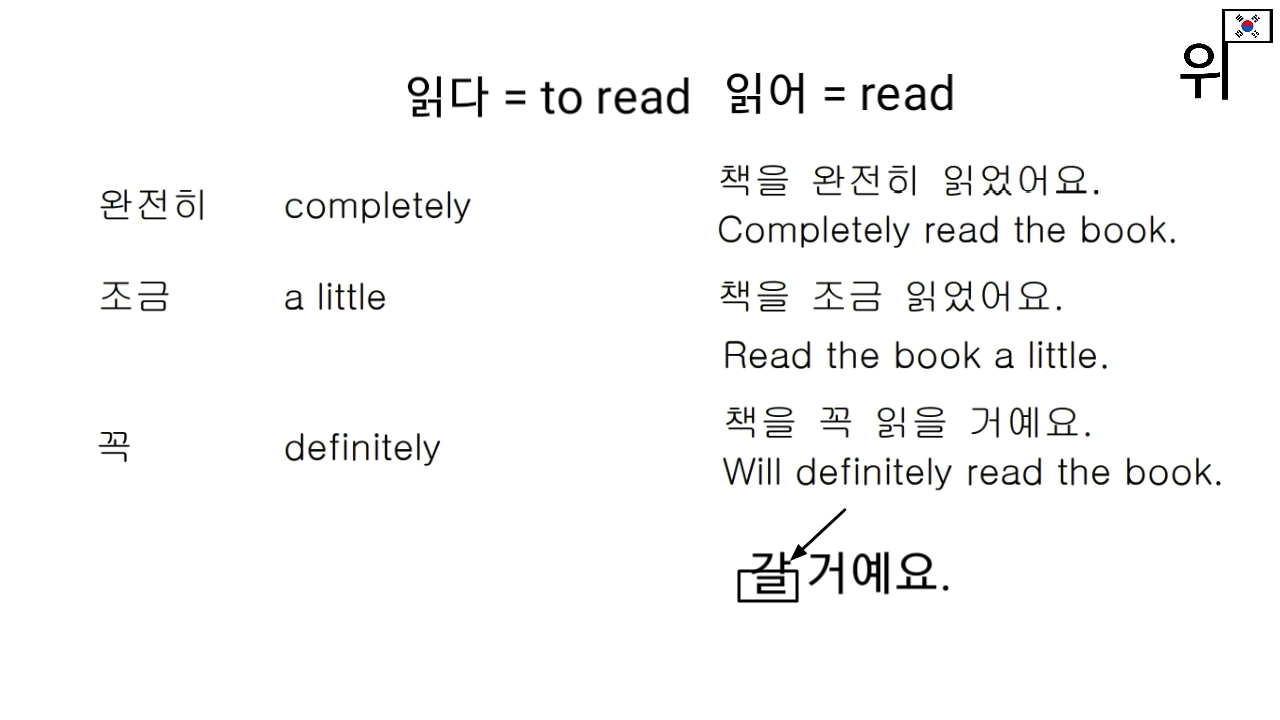 위
읽다 = to read 읽어 = read
완전히 completely 책을 완전히 읽었어요.
Completely read the book.
조금 a little 책을 조금 읽었어요.
Read the book a little.
꼭 definitely 책을 꼭 읽을 거예요.
Will definitely read the book.
갈 거예요.